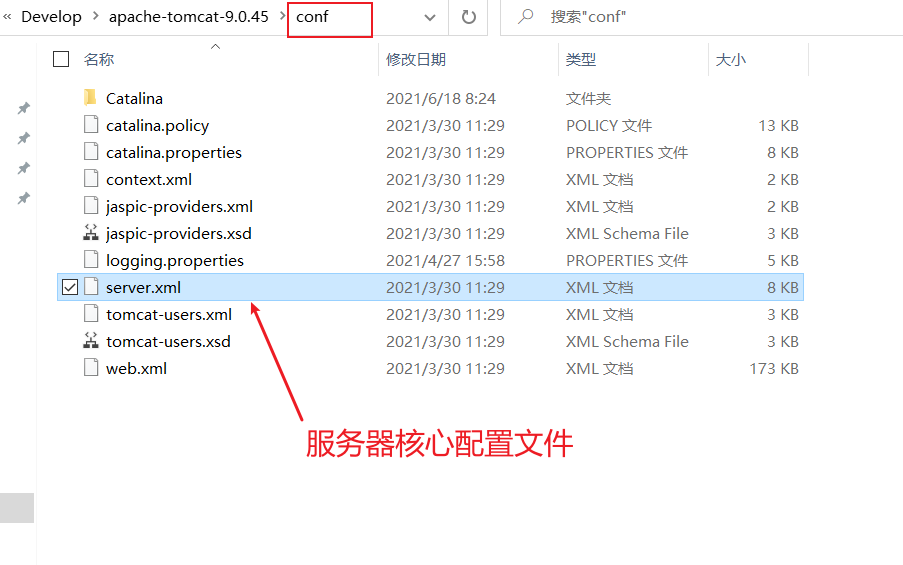 « Develop > apache-tomcat-9.0.45 > conf 搜索"conf"
名称 修改日期 类型 大小
Catalina 2021/6/18 8:24 文件夹
catalina.policy 2021/3/30 11:29 POLICY 文件 13 KB
catalina.properties 2021/3/30 11:29 PROPERTIES 文件 8 KB
context.xml 2021/3/30 11:29 XML 文档 2 KB
jaspic-providers.xml 2021/3/30 11:29 XML 文档 2 KB
jaspic-providers.xsd 2021/3/30 11:29 XML Schema File 3 KB
logging.properties 2021/4/27 15:58 PROPERTIES 文件 5 KB
server.xml 2021/3/30 11:29 XML 文档 8 KB
tomcat-users.xml 2021/3/30 11:29 XML 文档 3 KB
tomcat-users.xsd 2021/3/30 11:29 XML Schema File 3 KB
web.xml 2021/3/30 11:29 XML 文档 173 KB
服务器核心配置文件